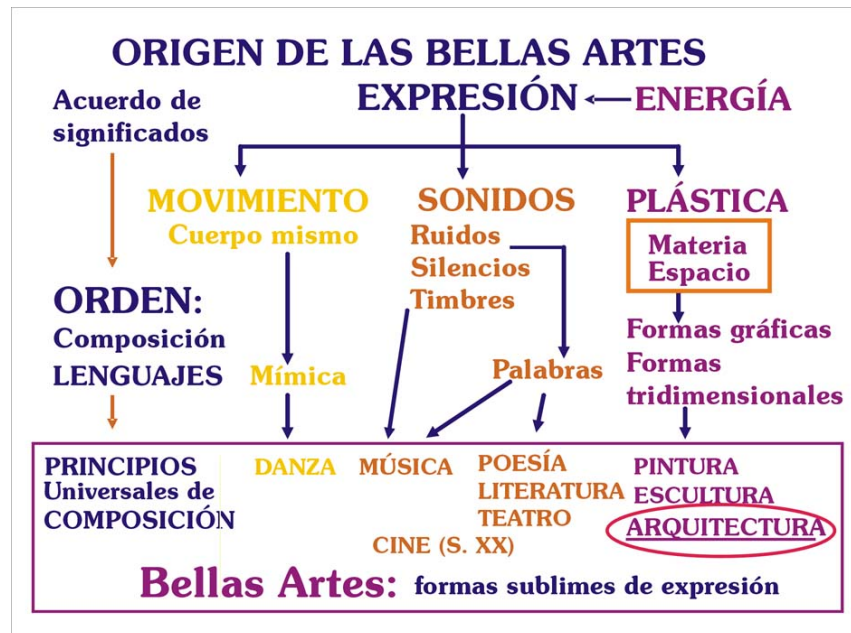 ORIGEN DE LAS BELLAS ARTES
Acuerdo de
significados
EXPRESIÓN
ENERGÍA
MOVIMIENTO
Cuerpo mismo
SONIDOS
Ruidos
Silencios
Timbres
PLÁSTICA
Materia
Espacio
ORDEN:
Composición
LENGUAJES
Mímica
Palabras
Formas gráficas
Formas
tridimensionales
PRINCIPIOS
Universales de
COMPOSICIÓN
DANZA
MÚSICA
POESÍA
LITERATURA
TEATRO
CINE (S. XX)
PINTURA
ESCULTURA
ARQUITECTURA
Bellas Artes: formas sublimes de expresión